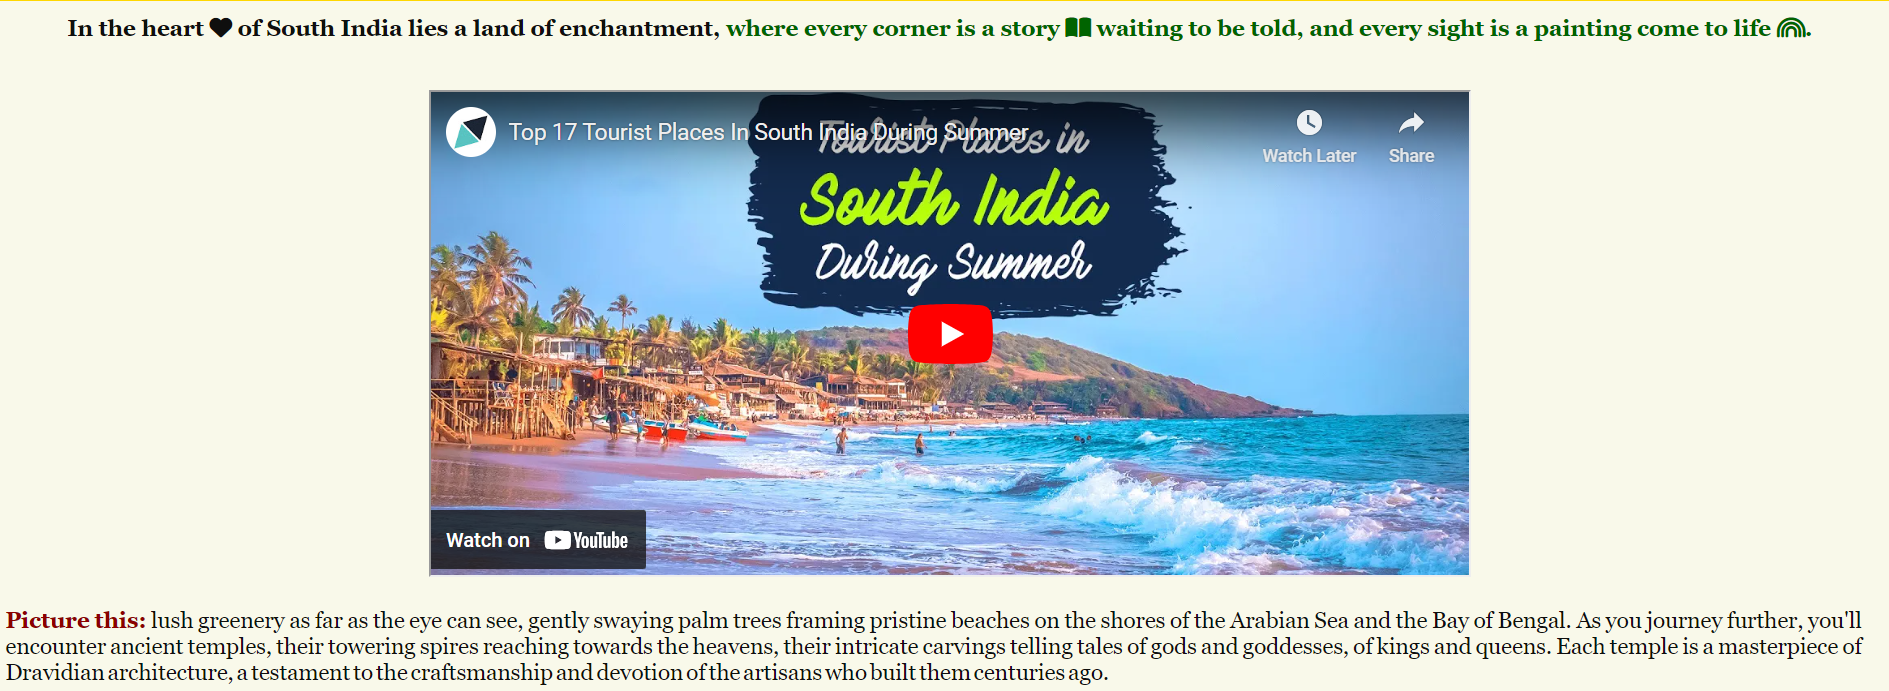 In the heart of South India lies a land of enchantment, where every corner is a story waiting to be told, and every sight is a painting come to life .
Top 17 Tourist Places In South India During Summer
Watch Later
Share
Tourist Places in
South India
During Summer
Watch on YouTube
Picture this: lush greenery as far as the eye can see, gently swaying palm trees framing pristine beaches on the shores of the Arabian Sea and the Bay of Bengal. As you journey further, you'll
encounter ancient temples, their towering spires reaching towards the heavens, their intricate carvings telling tales of gods and goddesses, of kings and queens. Each temple is a masterpiece of
Dravidian architecture, a testament to the craftsmanship and devotion of the artisans who built them centuries ago.